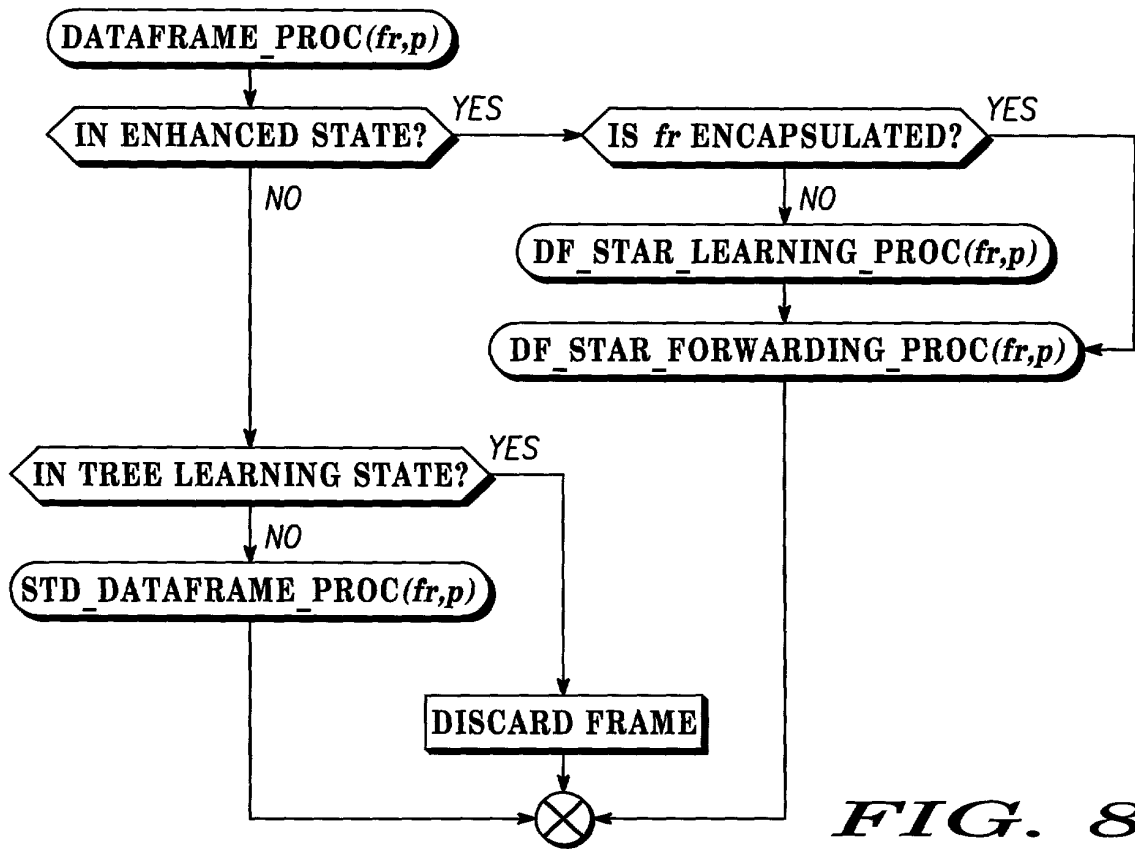 DATAFRAME_PROC(fr,p)
IN ENHANCED STATE?
YES
IS fr ENCAPSULATED?
YES
NO
NO
DF_STAR_LEARNING_PROC(fr,p)
DF_STAR_FORWARDING_PROC(fr,p)
IN TREE LEARNING STATE?
YES
NO
STD_DATAFRAME_PROC(fr,p)
DISCARD FRAME
FIG. 8